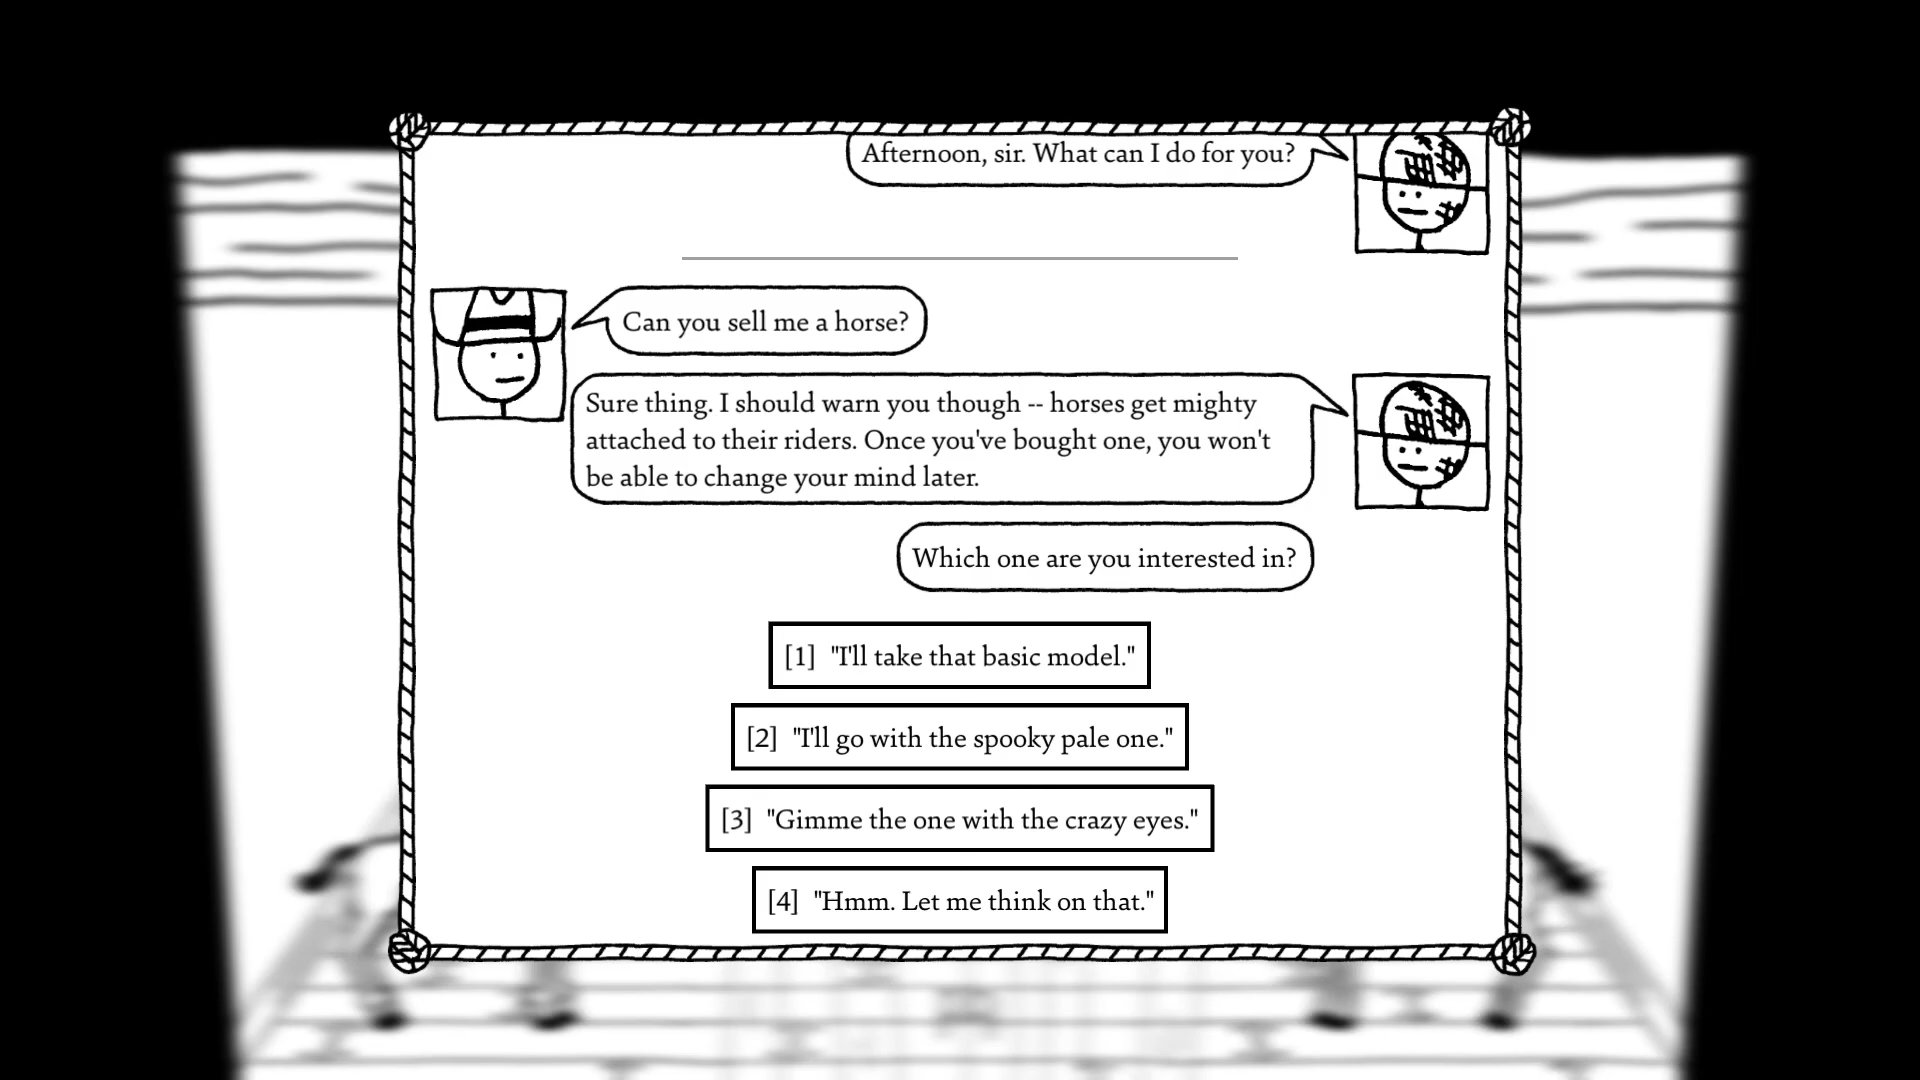 Afternoon, sir. What can I do for you?
Can you sell me a horse?
Sure thing. I should warn you though -- horses get mighty
attached to their riders. Once you've bought one, you won't
be able to change your mind later.
Which one are you interested in?
[1] "I'll take that basic model."
[2] "I'll go with the spooky pale one."
[3] "Gimme the one with the crazy eyes."
[4] "Hmm. Let me think on that."